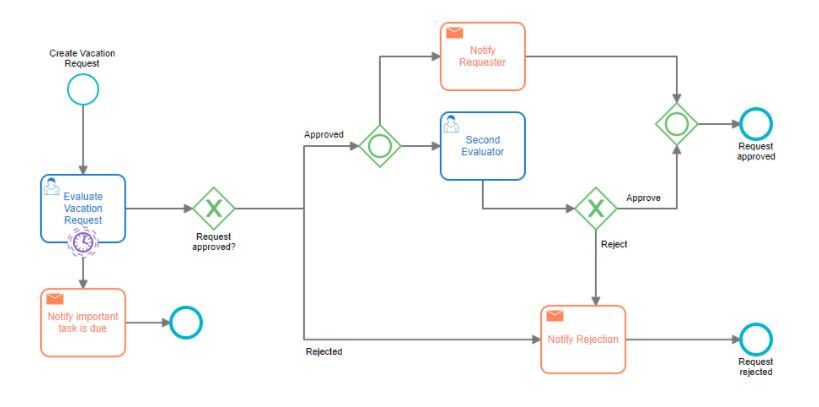 Create Vacation
Request
Notify
Requester
Approved
Second
Evaluator
Request
approved
Evaluate
Vacation
Request
Request
approved?
Approve
Reject
Notify important
task is due
Rejected
Notify Rejection
Request
rejected